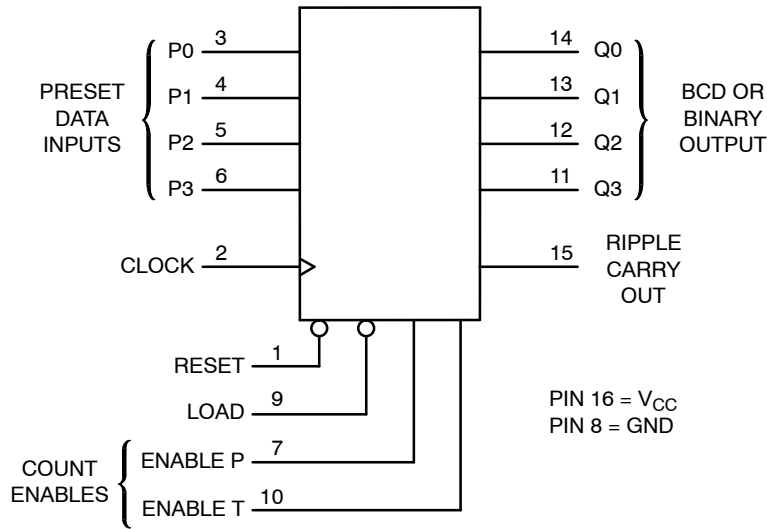 PRESET
DATA
INPUTS
P0 3
P1 4
P2 5
P3 6
CLOCK 2
14 Q0
13 Q1
12 Q2
11 Q3
BCD OR
BINARY
OUTPUT
15
RIPPLE
CARRY
OUT
RESET 1
LOAD 9
COUNT
ENABLES
ENABLE P 7
ENABLE T 10
PIN 16 = VCC
PIN 8 = GND